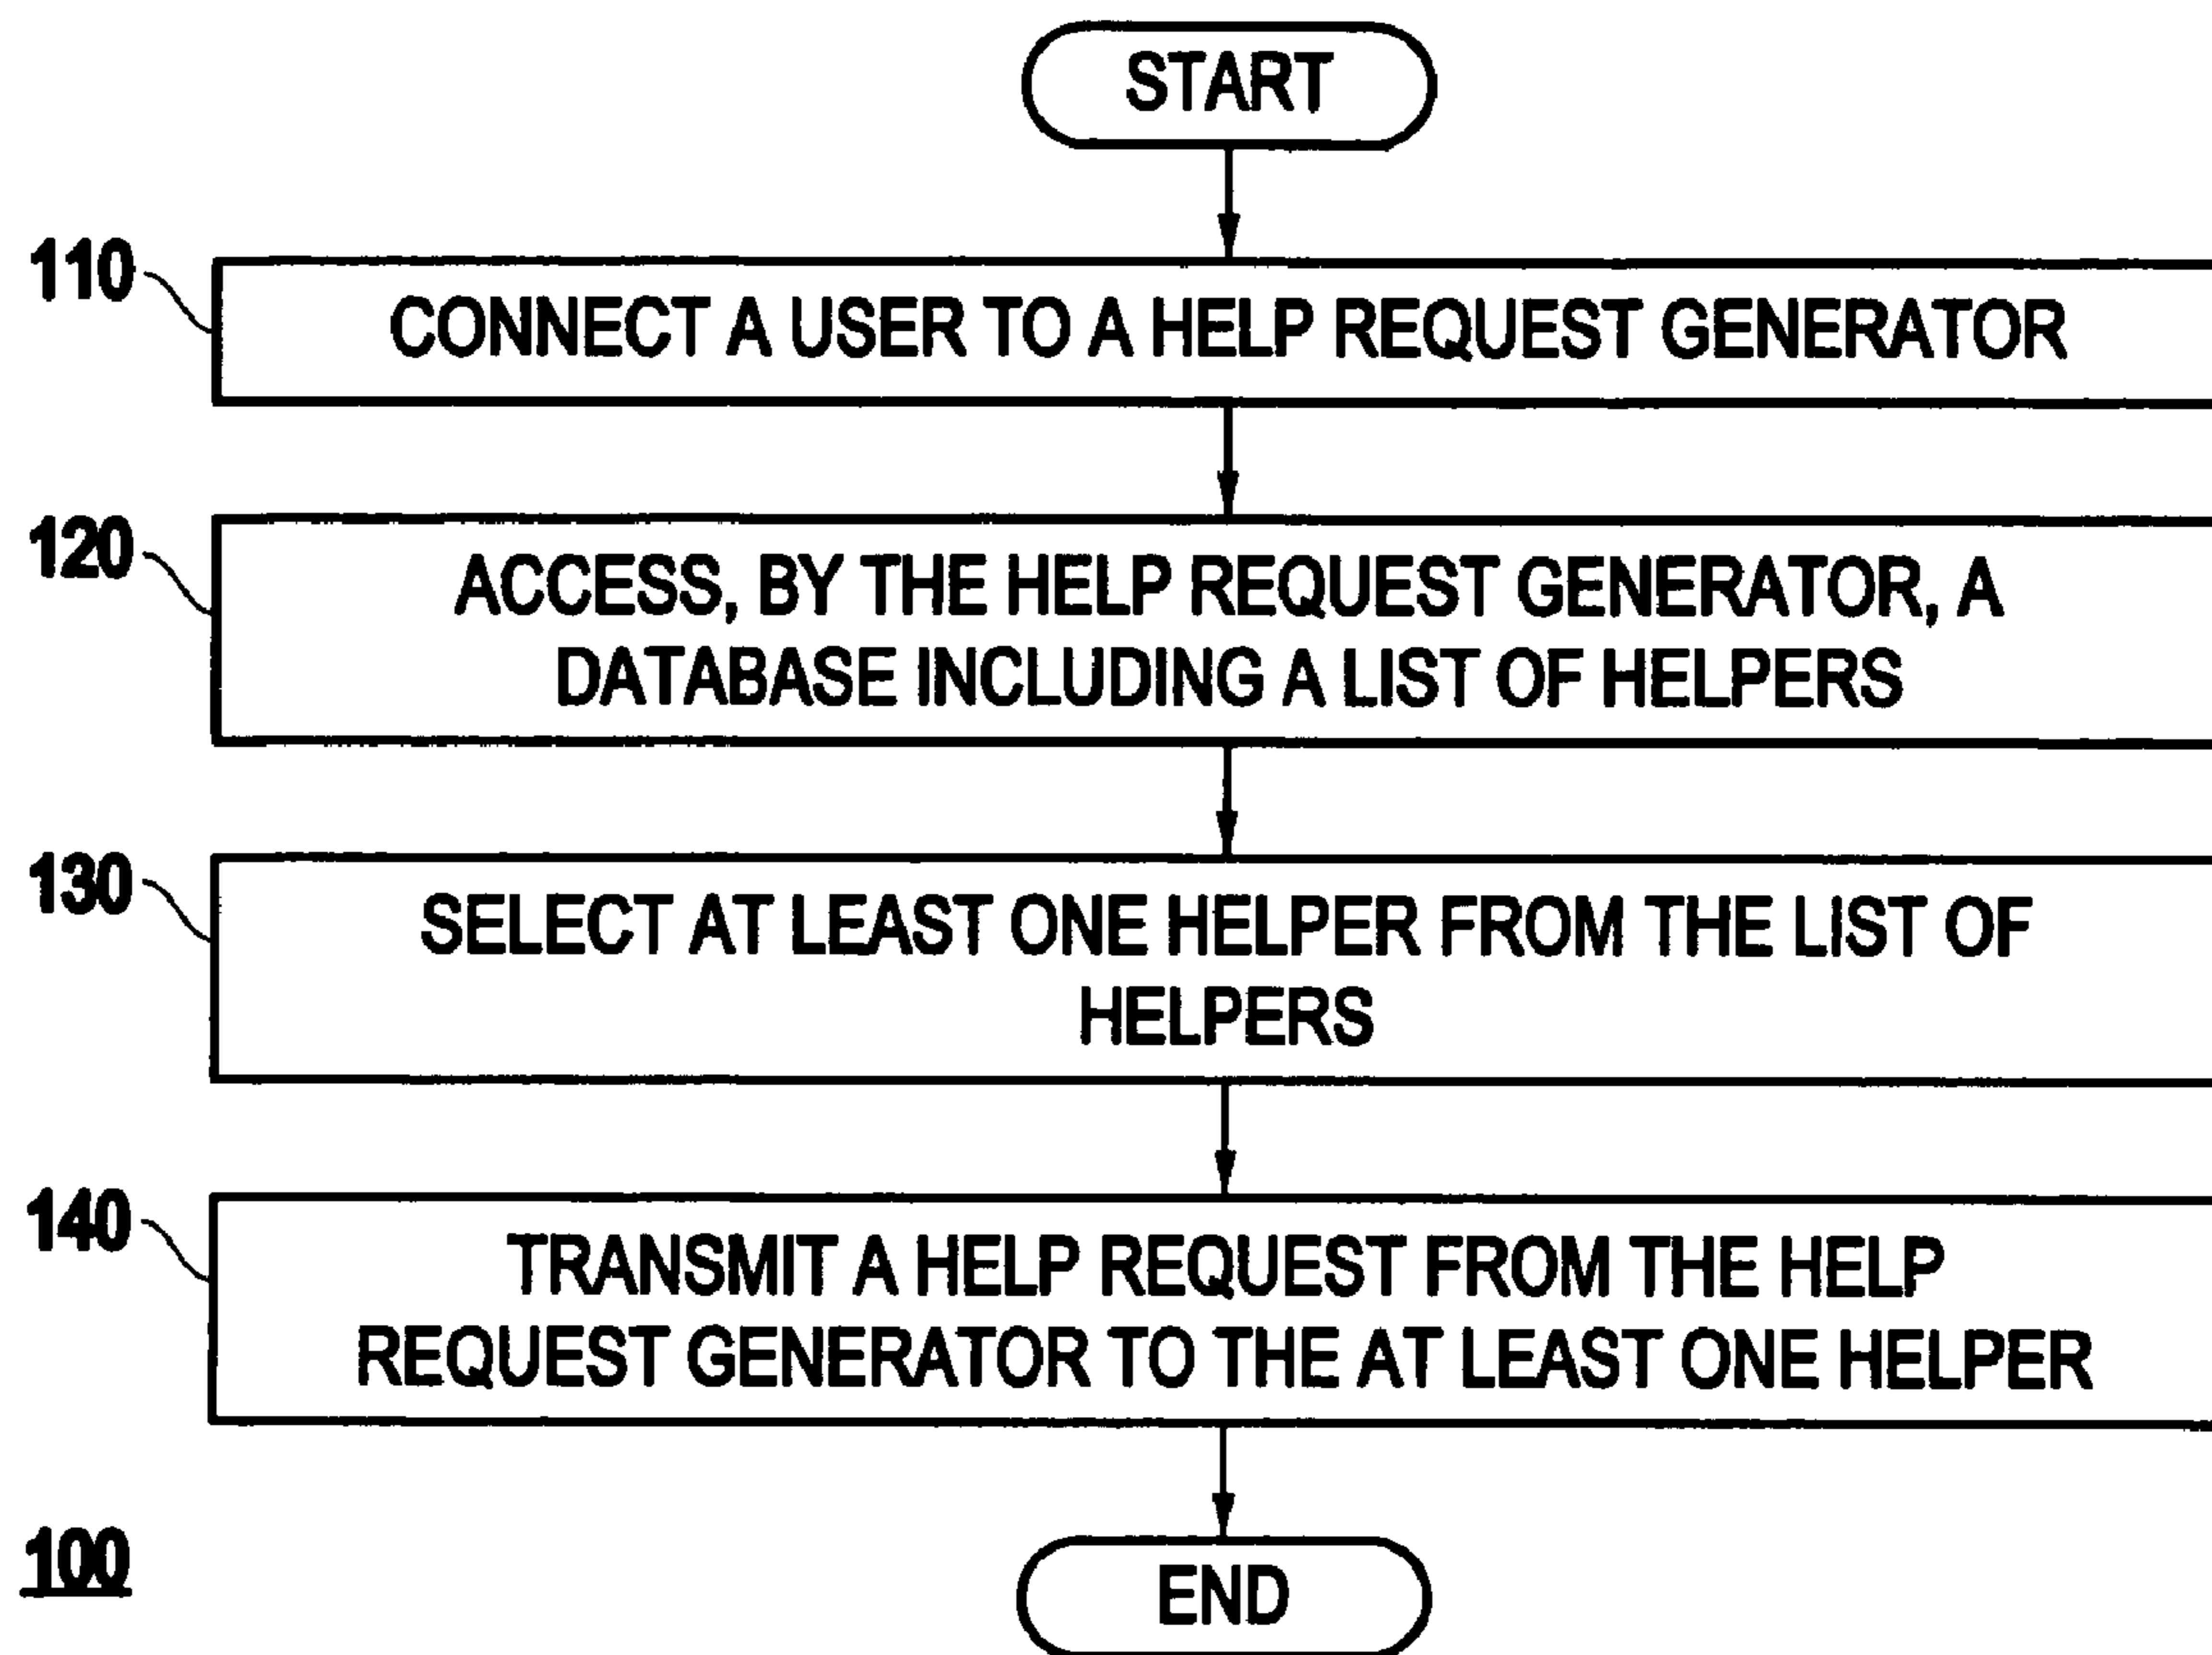 START
110
CONNECT A USER TO A HELP REQUEST GENERATOR
120
ACCESS, BY THE HELP REQUEST GENERATOR, A
DATABASE INCLUDING A LIST OF HELPERS
130
SELECT AT LEAST ONE HELPER FROM THE LIST OF
HELPERS
140
TRANSMIT A HELP REQUEST FROM THE HELP
REQUEST GENERATOR TO THE AT LEAST ONE HELPER
100
END